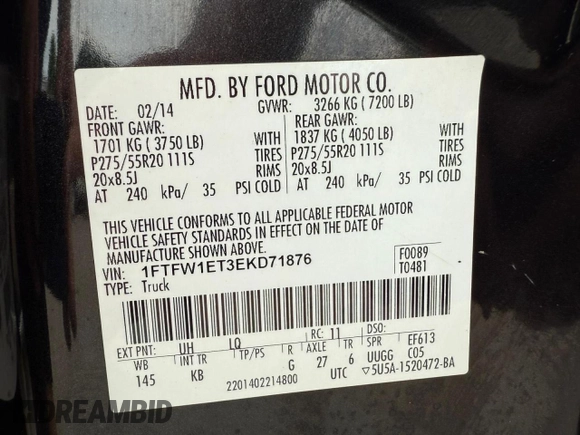 MFD. BY FORD MOTOR CO.
DATE: 02/14 GVWR: 3266 KG ( 7200 LB)
FRONT GAWR: REAR GAWR:
1701 KG ( 3750 LB) WITH 1837 KG ( 4050 LB) WITH
P275/55R20 111S TIRES P275/55R20 111S TIRES
20x8.5J RIMS 20x8.5J RIMS
AT 240 kPa/ 35 PSI COLD AT 240 kPa/ 35 PSI COLD
THIS VEHICLE CONFORMS TO ALL APPLICABLE FEDERAL MOTOR
VEHICLE SAFETY STANDARDS IN EFFECT ON THE DATE OF
MANUFACTURE SHOWN ABOVE.
VIN: 1FTFW1ET3EKD71876 F0089
TYPE: Truck T0481
EXT PNT: UH LQ RC: 11 DSO:
WB INT TR TP/PS R AXLE TR SPR EF613
145 KB G 27 6 UUGG C05
2201402214800 UTC ▽5U5A-1520472-BA
DREAMBID